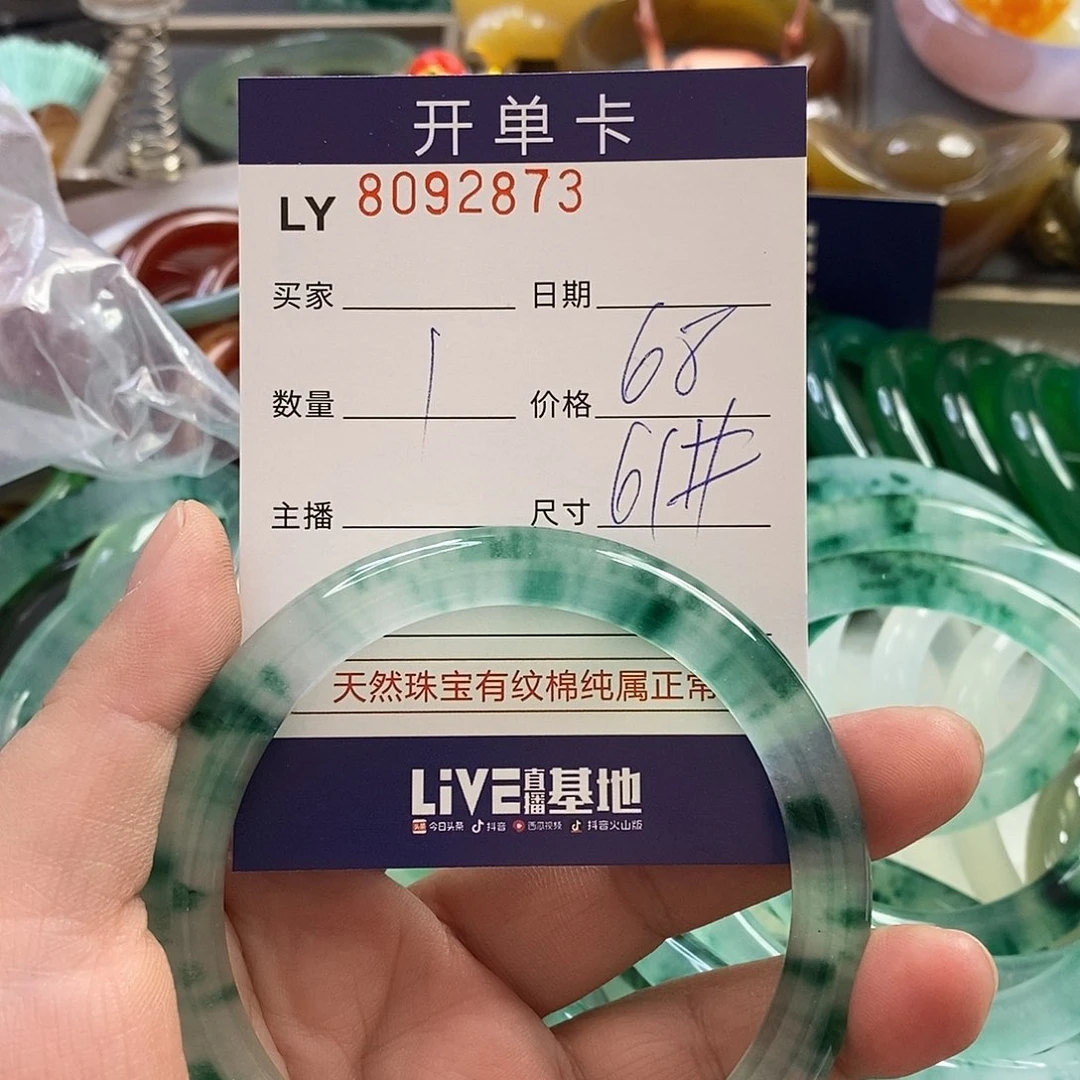 开单卡
LY 8092873
买家 日期
数量 1 价格 68
主播 尺寸 61#
天然珠宝有纹棉纯属正常
LiVE直播基地
头条 今日头条 抖音 西瓜视频 抖音火山版